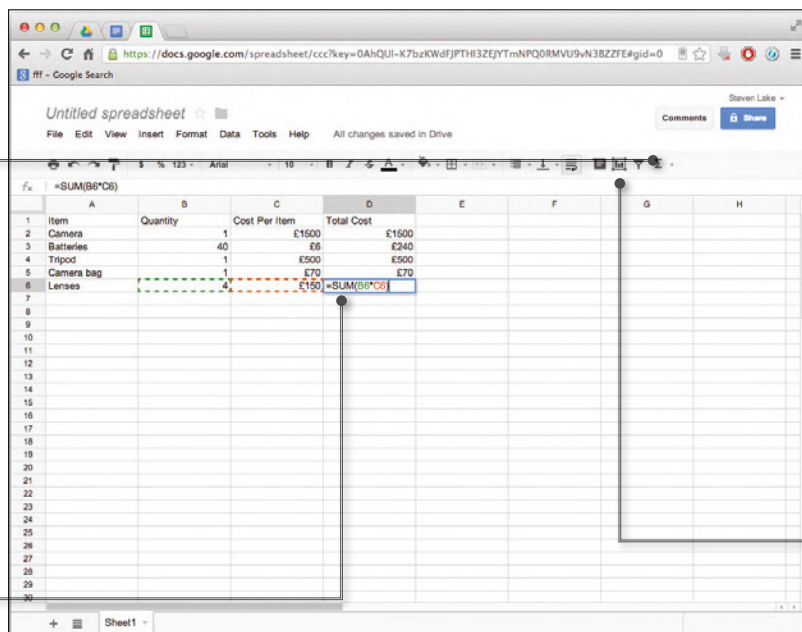 https://docs.google.com/spreadsheet/ccc?key=0AhQUI-K7bzKWdFJPTHI3ZEJYTmNPQ0RMVU9vN3BZZFE#gid=0
fff - Google Search
Steven Lake
Untitled spreadsheet
Comments
Share
File Edit View Insert Format Data Tools Help All changes saved in Drive
$ % 123 Arial 10 B I S A Σ
fx =SUM(B6*C6)
A B C D E F G H
1 Item Quantity Cost Per Item Total Cost
2 Camera 1 £1500 £1500
3 Batteries 40 £6 £240
4 Tripod 1 £500 £500
5 Camera bag 1 £70 £70
6 Lenses 4 £150 =SUM(B6*C6)
7
8
9
10
11
12
13
14
15
16
17
18
19
20
21
22
23
24
25
26
27
28
29
30
+ Sheet1